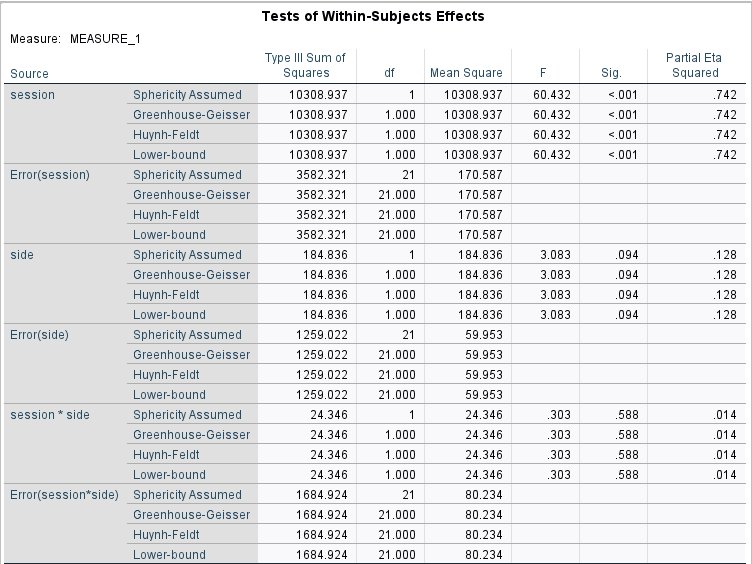 Tests of Within-Subjects Effects
Measure: MEASURE_1
Source Type III Sum of Squares df Mean Square F Sig. Partial Eta Squared
session Sphericity Assumed 10308.937 1 10308.937 60.432 <.001 .742
Greenhouse-Geisser 10308.937 1.000 10308.937 60.432 <.001 .742
Huynh-Feldt 10308.937 1.000 10308.937 60.432 <.001 .742
Lower-bound 10308.937 1.000 10308.937 60.432 <.001 .742
Error(session) Sphericity Assumed 3582.321 21 170.587
Greenhouse-Geisser 3582.321 21.000 170.587
Huynh-Feldt 3582.321 21.000 170.587
Lower-bound 3582.321 21.000 170.587
side Sphericity Assumed 184.836 1 184.836 3.083 .094 .128
Greenhouse-Geisser 184.836 1.000 184.836 3.083 .094 .128
Huynh-Feldt 184.836 1.000 184.836 3.083 .094 .128
Lower-bound 184.836 1.000 184.836 3.083 .094 .128
Error(side) Sphericity Assumed 1259.022 21 59.953
Greenhouse-Geisser 1259.022 21.000 59.953
Huynh-Feldt 1259.022 21.000 59.953
Lower-bound 1259.022 21.000 59.953
session * side Sphericity Assumed 24.346 1 24.346 .303 .588 .014
Greenhouse-Geisser 24.346 1.000 24.346 .303 .588 .014
Huynh-Feldt 24.346 1.000 24.346 .303 .588 .014
Lower-bound 24.346 1.000 24.346 .303 .588 .014
Error(session*side) Sphericity Assumed 1684.924 21 80.234
Greenhouse-Geisser 1684.924 21.000 80.234
Huynh-Feldt 1684.924 21.000 80.234
Lower-bound 1684.924 21.000 80.234